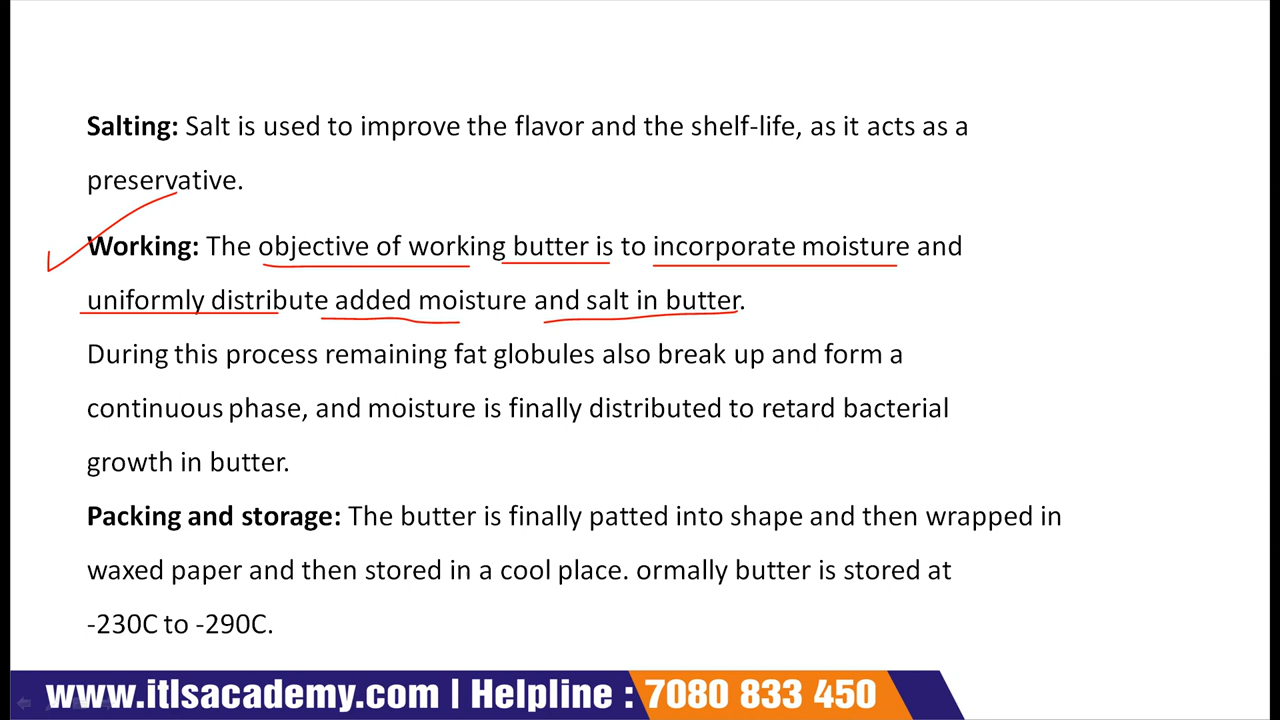 Salting: Salt is used to improve the flavor and the shelf-life, as it acts as a
preservative.
Working: The objective of working butter is to incorporate moisture and
uniformly distribute added moisture and salt in butter.
During this process remaining fat globules also break up and form a
continuous phase, and moisture is finally distributed to retard bacterial
growth in butter.
Packing and storage: The butter is finally patted into shape and then wrapped in
waxed paper and then stored in a cool place. ormally butter is stored at
-230C to -290C.
www.itlsacademy.com | Helpline : 7080 833 450